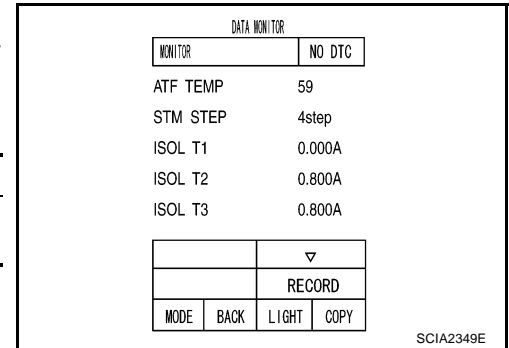 DATA MONITOR
MONITOR NO DTC
ATF TEMP 59
STM STEP 4step
ISOL T1 0.000A
ISOL T2 0.800A
ISOL T3 0.800A
▽
RECORD
MODE BACK LIGHT COPY
SCIA2349E